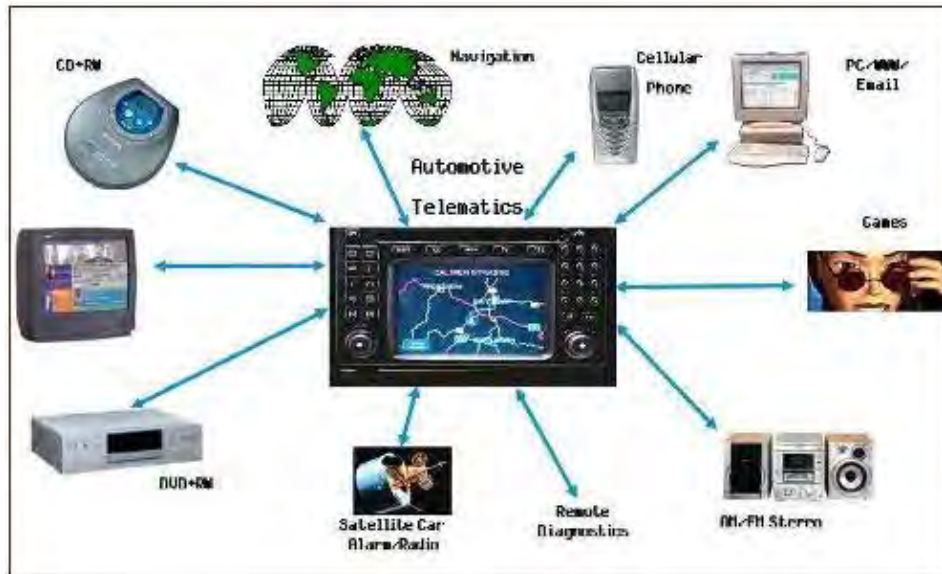 CD+RW
Navigation
Cellular
Phone
PC/WWW/
Email
Automotive
Telematics
Games
DVD+RW
Satellite Car
Alarm/Radio
Remote
Diagnostics
AM/FM Stereo